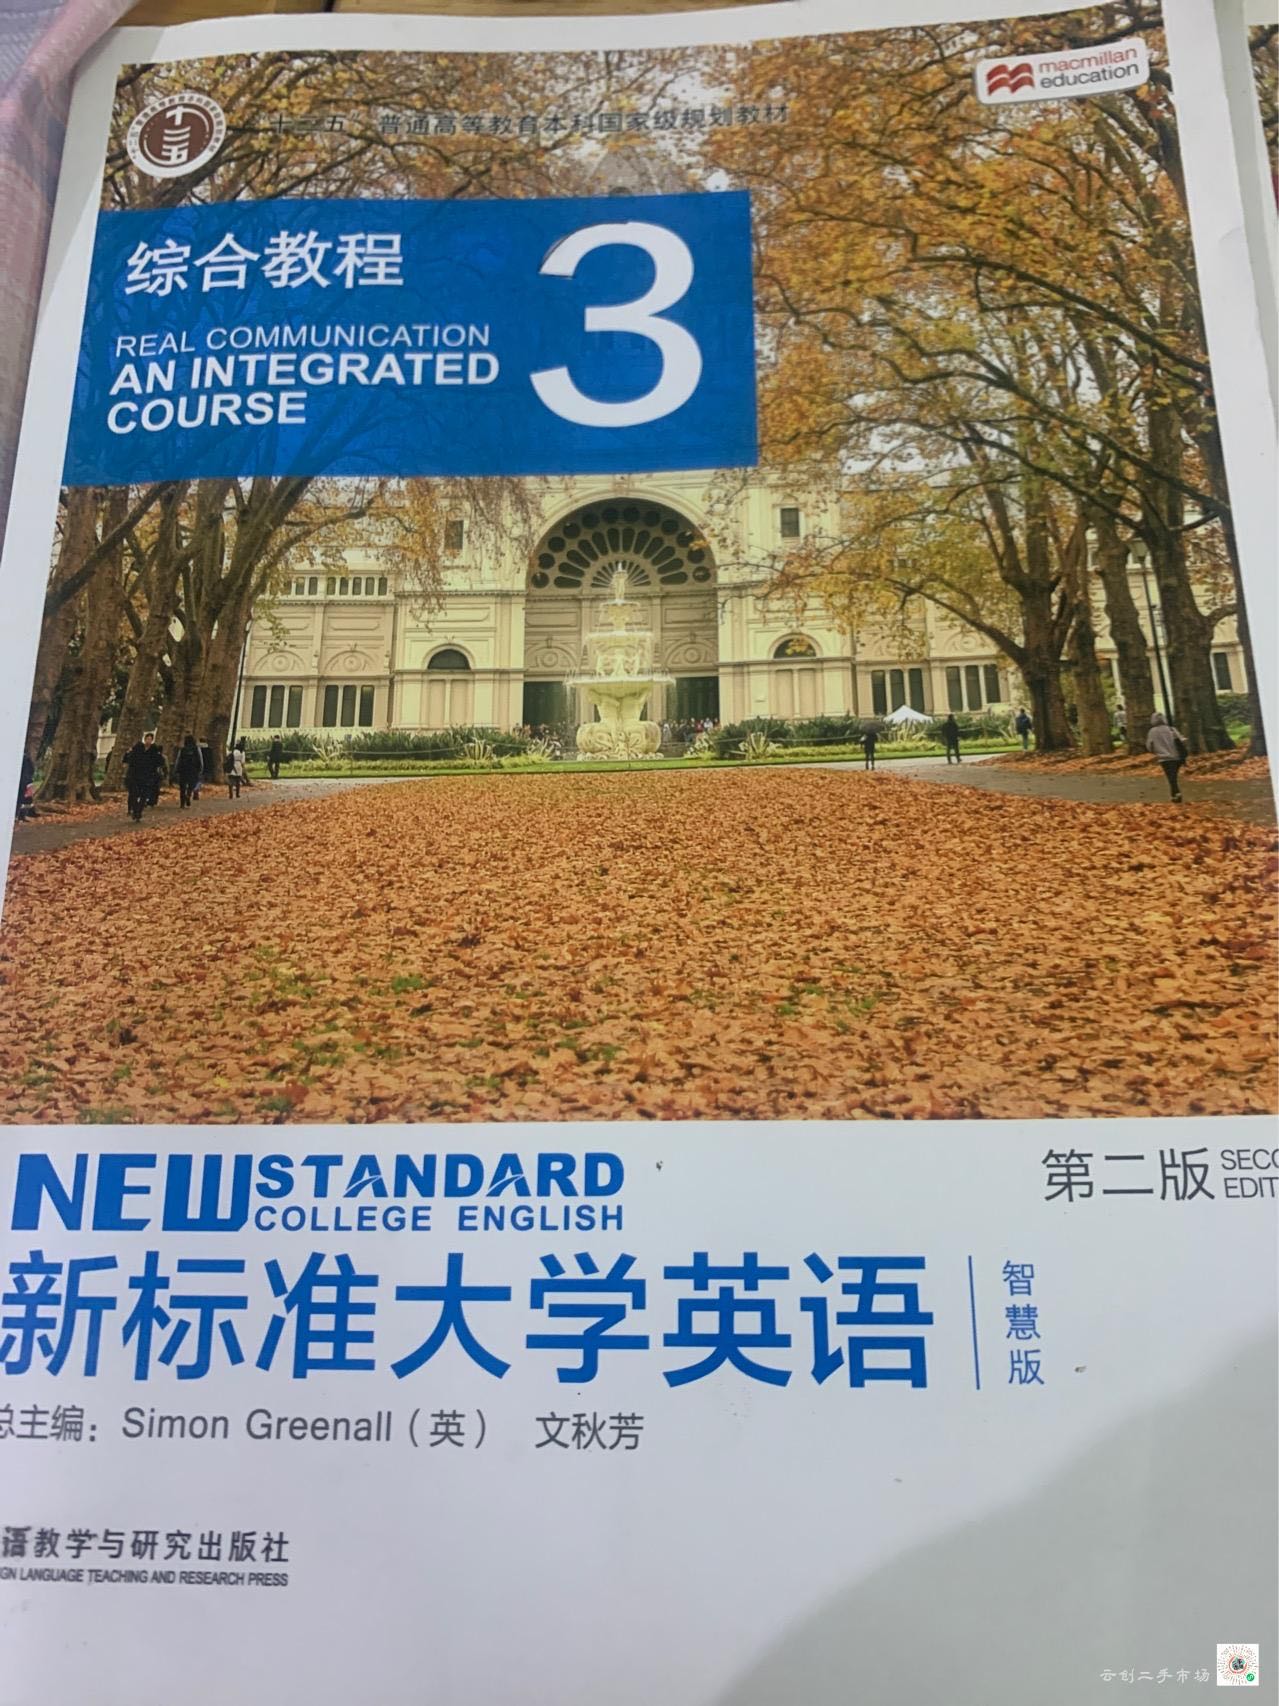 macmillan
education
"十二五"普通高等教育本科国家级规划教材
十二五
综合教程
3
REAL COMMUNICATION
AN INTEGRATED
COURSE
NEW STANDARD
COLLEGE ENGLISH
第二版
SECO
EDIT
新标准大学英语
智慧版
总主编：Simon Greenall（英） 文秋芳
语教学与研究出版社
GN LANGUAGE TEACHING AND RESEARCH PRESS
云创二手市场